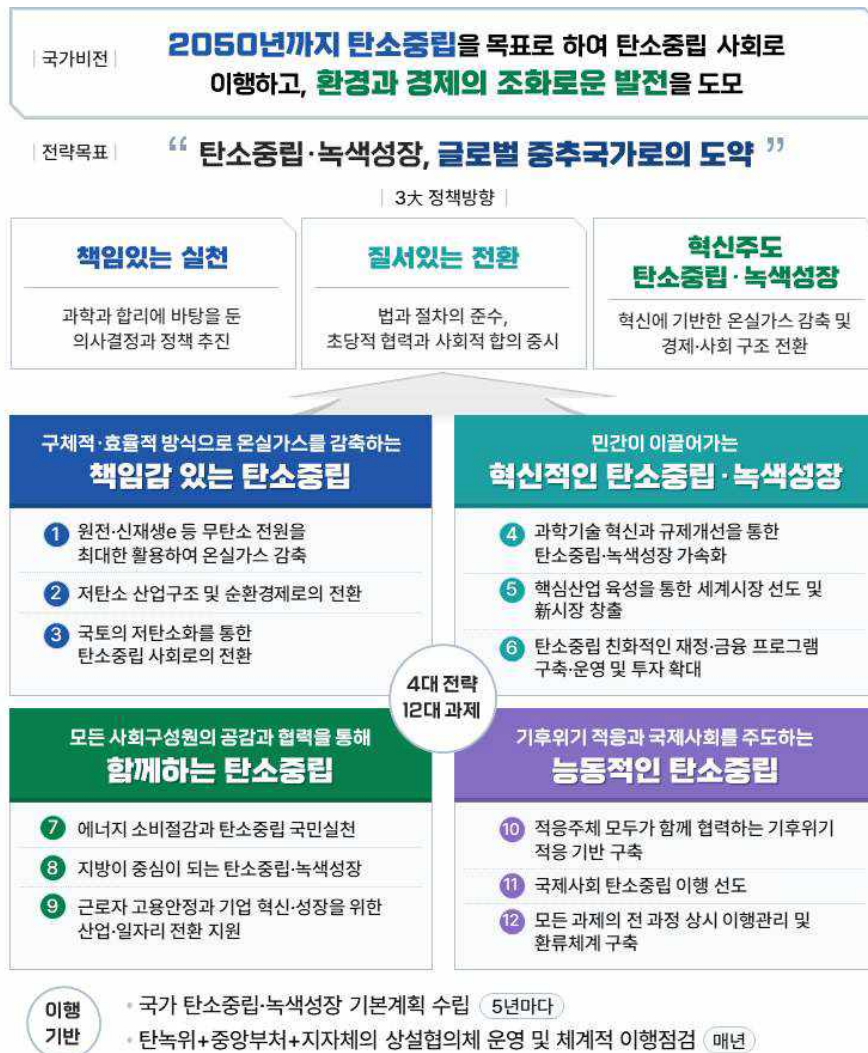 | 국가비전 |
2050년까지 탄소중립을 목표로 하여 탄소중립 사회로
이행하고, 환경과 경제의 조화로운 발전을 도모
| 전략목표 |
“ 탄소중립·녹색성장, 글로벌 중추국가로의 도약 ”
| 3大 정책방향 |
책임있는 실천
과학과 합리에 바탕을 둔
의사결정과 정책 추진
질서있는 전환
법과 절차의 준수,
초당적 협력과 사회적 합의 중시
혁신주도
탄소중립·녹색성장
혁신에 기반한 온실가스 감축 및
경제·사회 구조 전환
구체적·효율적 방식으로 온실가스를 감축하는
책임감 있는 탄소중립
1 원전·신재생e 등 무탄소 전원을
최대한 활용하여 온실가스 감축
2 저탄소 산업구조 및 순환경제로의 전환
3 국토의 저탄소화를 통한
탄소중립 사회로의 전환
민간이 이끌어가는
혁신적인 탄소중립·녹색성장
4 과학기술 혁신과 규제개선을 통한
탄소중립·녹색성장 가속화
5 핵심산업 육성을 통한 세계시장 선도 및
新시장 창출
6 탄소중립 친화적인 재정·금융 프로그램
구축·운영 및 투자 확대
4대 전략
12대 과제
모든 사회구성원의 공감과 협력을 통해
함께하는 탄소중립
7 에너지 소비절감과 탄소중립 국민실천
8 지방이 중심이 되는 탄소중립·녹색성장
9 근로자 고용안정과 기업 혁신·성장을 위한
산업·일자리 전환 지원
기후위기 적응과 국제사회를 주도하는
능동적인 탄소중립
10 적응주체 모두가 함께 협력하는 기후위기
적응 기반 구축
11 국제사회 탄소중립 이행 선도
12 모든 과제의 전 과정 상시 이행관리 및
환류체계 구축
이행
기반
• 국가 탄소중립·녹색성장 기본계획 수립 5년마다
• 탄녹위+중앙부처+지자체의 상설협의체 운영 및 체계적 이행점검 매년